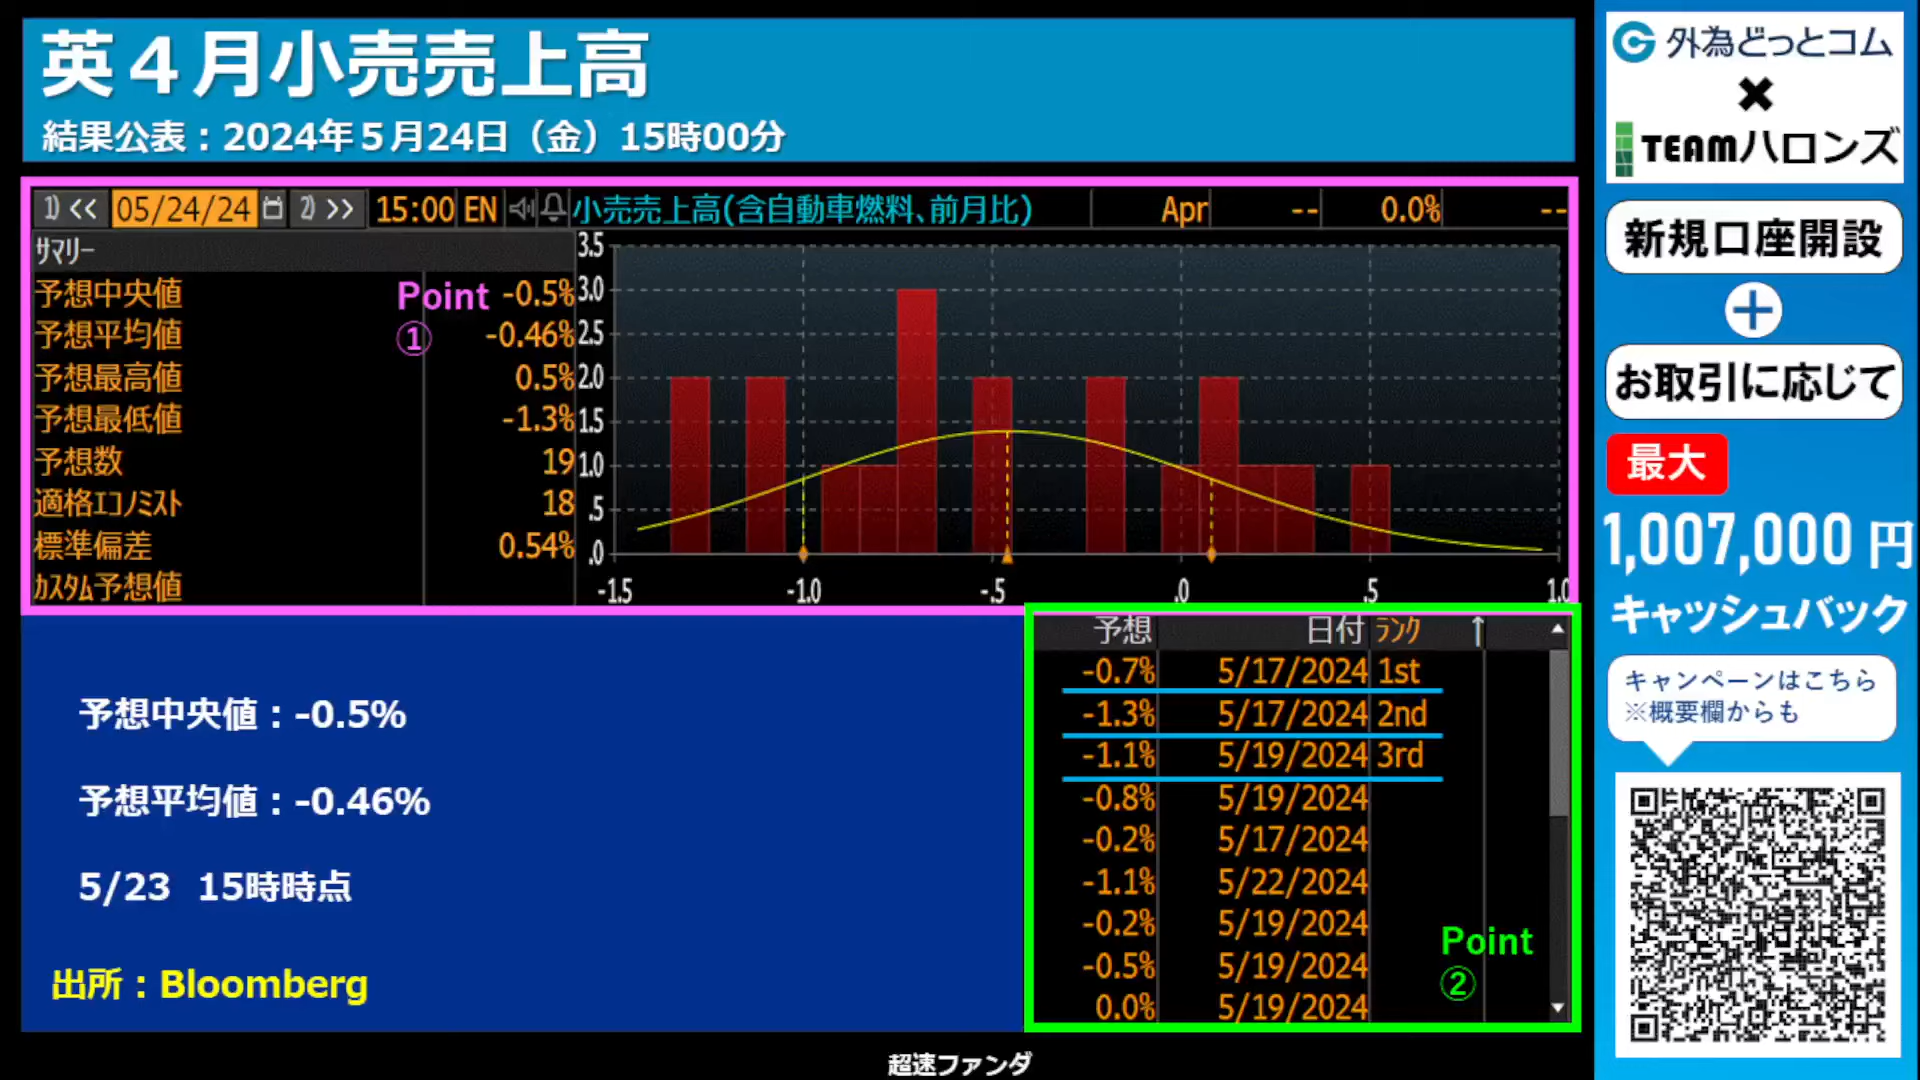 英４月小売売上高
結果公表：2024年５月24日（金）15時00分
1) << 05/24/24 2) >> 15:00 EN 小売売上高(含自動車燃料､前月比) Apr -- 0.0% --
ｻﾏﾘｰ
予想中央値 -0.5%
予想平均値 -0.46%
予想最高値 0.5%
予想最低値 -1.3%
予想数 19
適格ｴｺﾉﾐｽﾄ 18
標準偏差 0.54%
ｶｽﾀﾑ予想値
Point
①
3.5
3.0
2.5
2.0
1.5
1.0
.5
.0
-1.5 -1.0 -.5 .0 .5 1.0
予想 日付 ﾗﾝｸ ↑
-0.7% 5/17/2024 1st
-1.3% 5/17/2024 2nd
-1.1% 5/19/2024 3rd
-0.8% 5/19/2024
-0.2% 5/17/2024
-1.1% 5/22/2024
-0.2% 5/19/2024
-0.5% 5/19/2024
0.0% 5/19/2024
Point
②
予想中央値：-0.5%
予想平均値：-0.46%
5/23 15時時点
出所：Bloomberg
超速ファンダ
外為どっとコム
×
TEAMハロンズ
新規口座開設
+
お取引に応じて
最大
1,007,000 円
キャッシュバック
キャンペーンはこちら
※概要欄からも